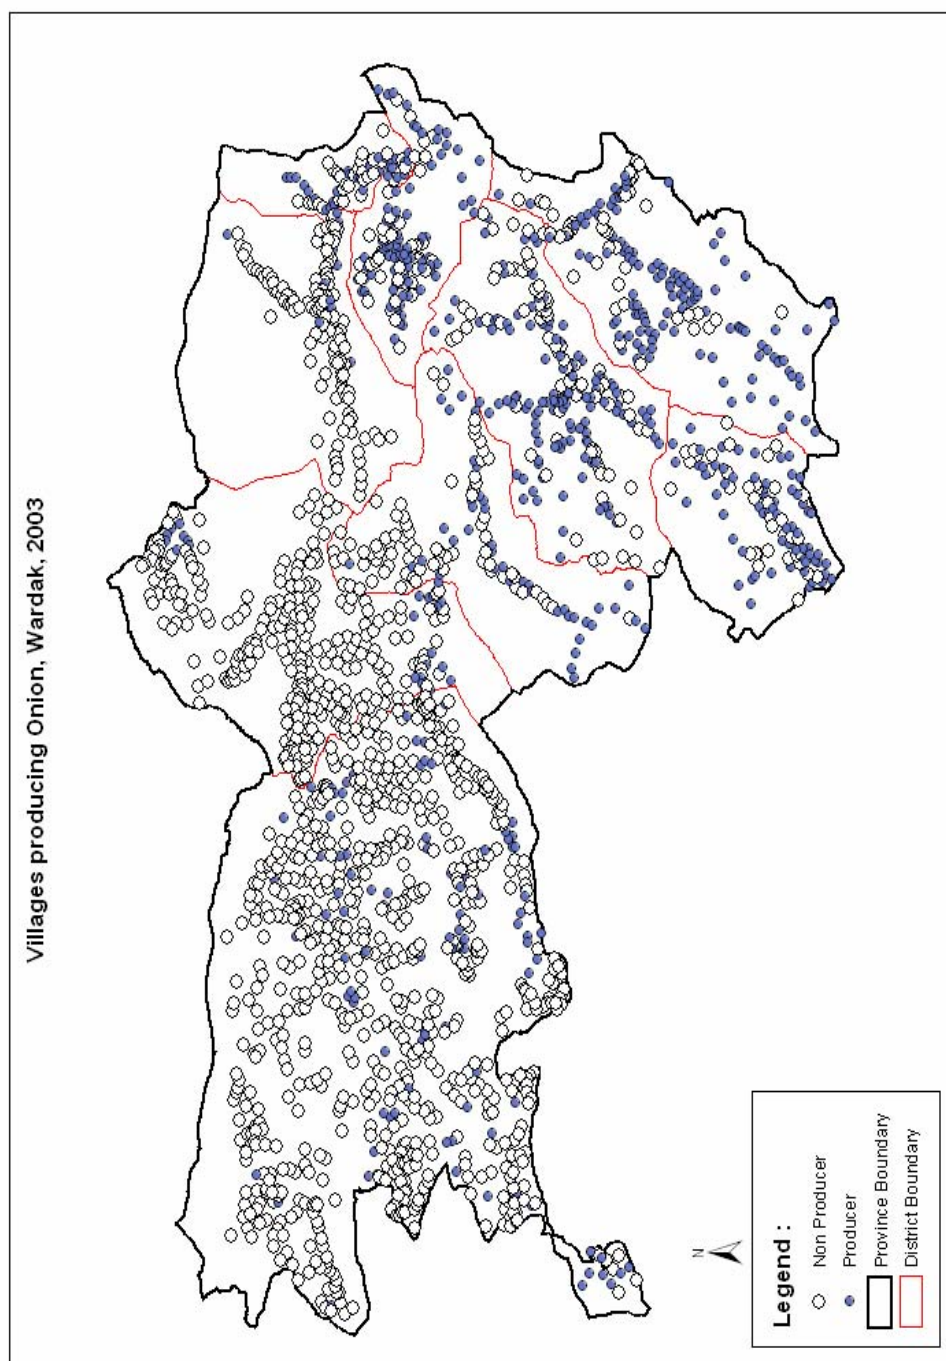 Villages producing Onion, Wardak, 2003
N
Legend :
Non Producer
Producer
Province Boundary
District Boundary